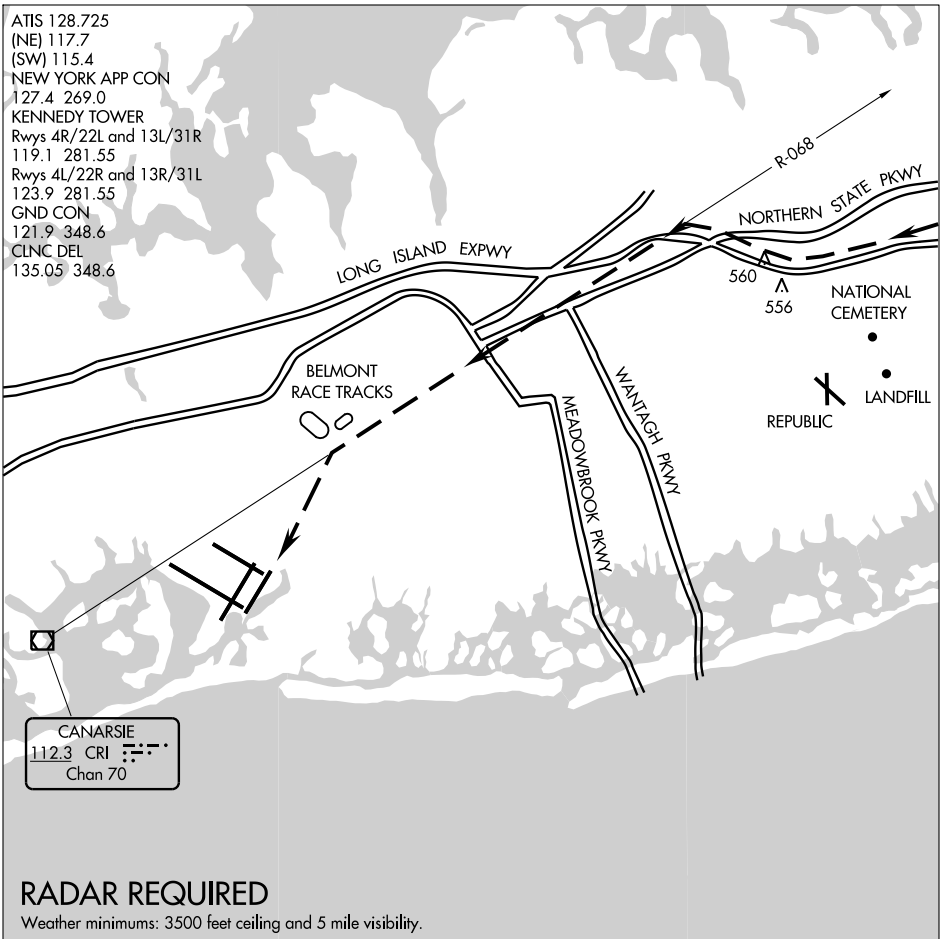 ATIS 128.725
(NE) 117.7
(SW) 115.4
NEW YORK APP CON
127.4 269.0
KENNEDY TOWER
Rwys 4R/22L and 13L/31R
119.1 281.55
Rwys 4L/22R and 13R/31L
123.9 281.55
GND CON
121.9 348.6
CLNC DEL
135.05 348.6
R-068
NORTHERN STATE PKWY
LONG ISLAND EXPWY
560
556
NATIONAL
CEMETERY
LANDFILL
REPUBLIC
BELMONT
RACE TRACKS
WANTAGH PKWY
MEADOWBROOK PKWY
CANARSIE
112.3 CRI
Chan 70
RADAR REQUIRED
Weather minimums: 3500 feet ceiling and 5 mile visibility.